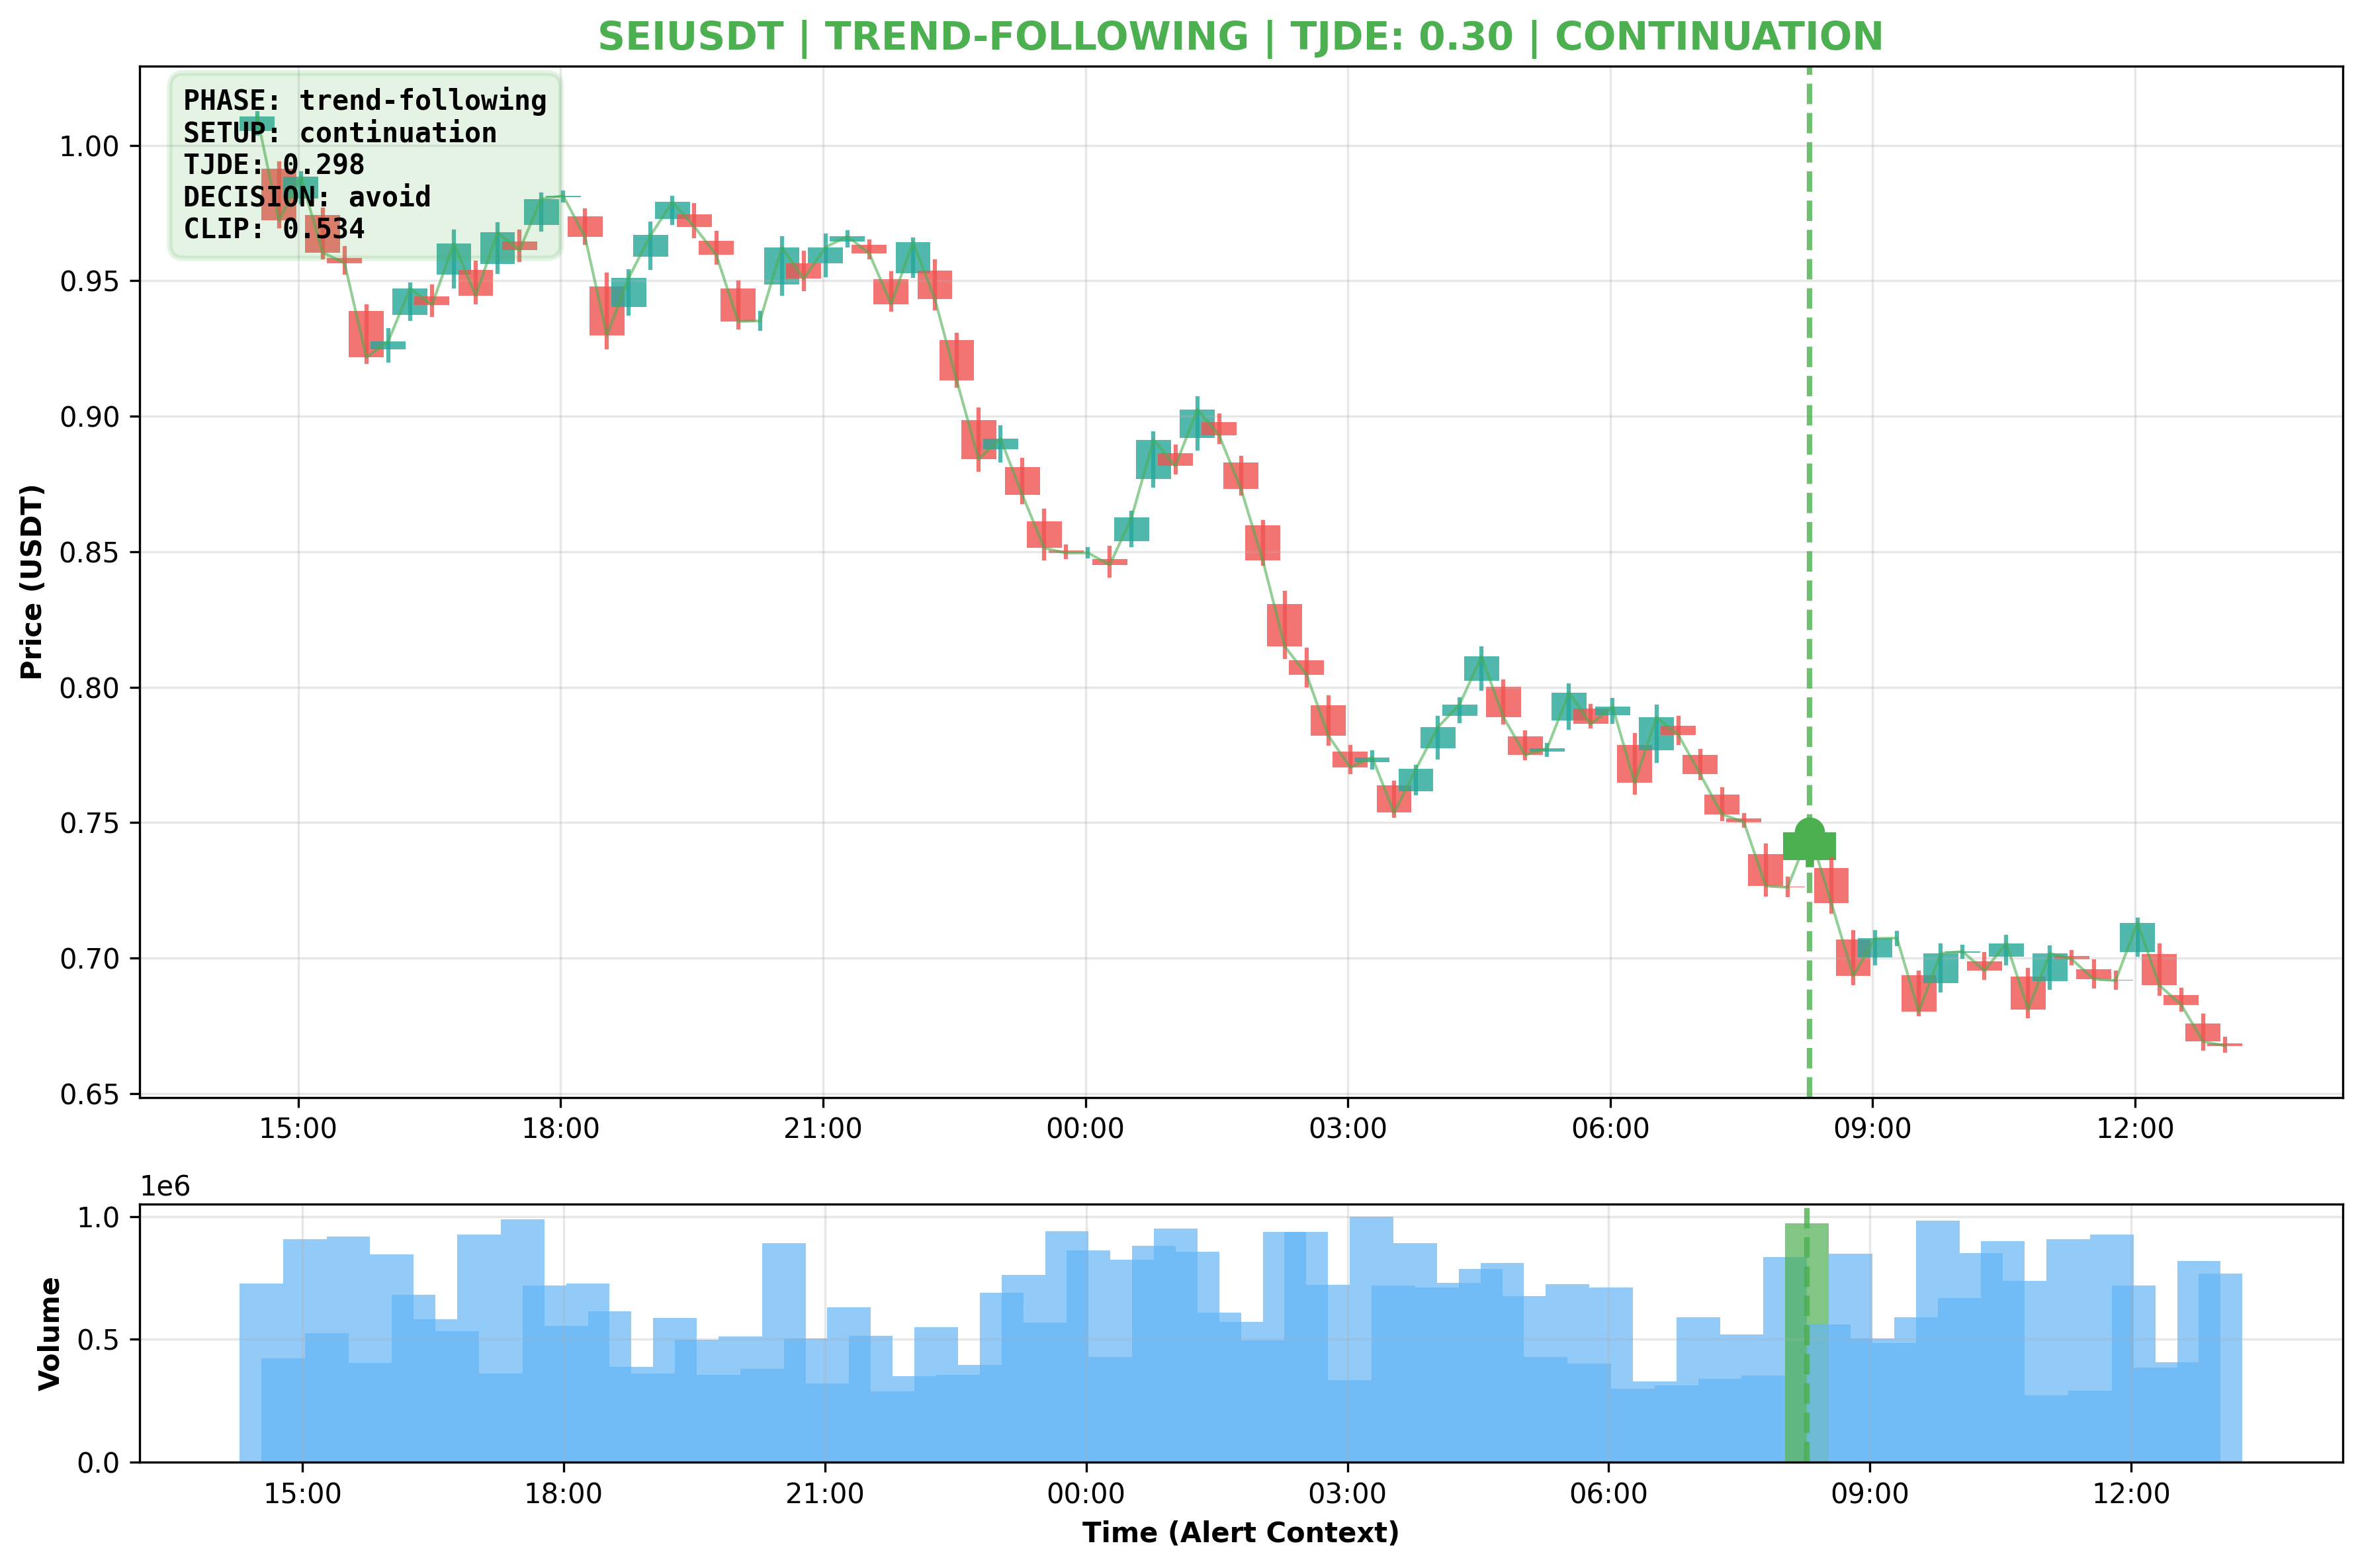 SEIUSDT | TREND-FOLLOWING | TJDE: 0.30 | CONTINUATION
PHASE: trend-following
SETUP: continuation
TJDE: 0.298
DECISION: avoid
CLIP: 0.534
Price (USDT)
1.00
0.95
0.90
0.85
0.80
0.75
0.70
0.65
15:00 18:00 21:00 00:00 03:00 06:00 09:00 12:00
1e6
Volume
1.0
0.5
0.0
15:00 18:00 21:00 00:00 03:00 06:00 09:00 12:00
Time (Alert Context)